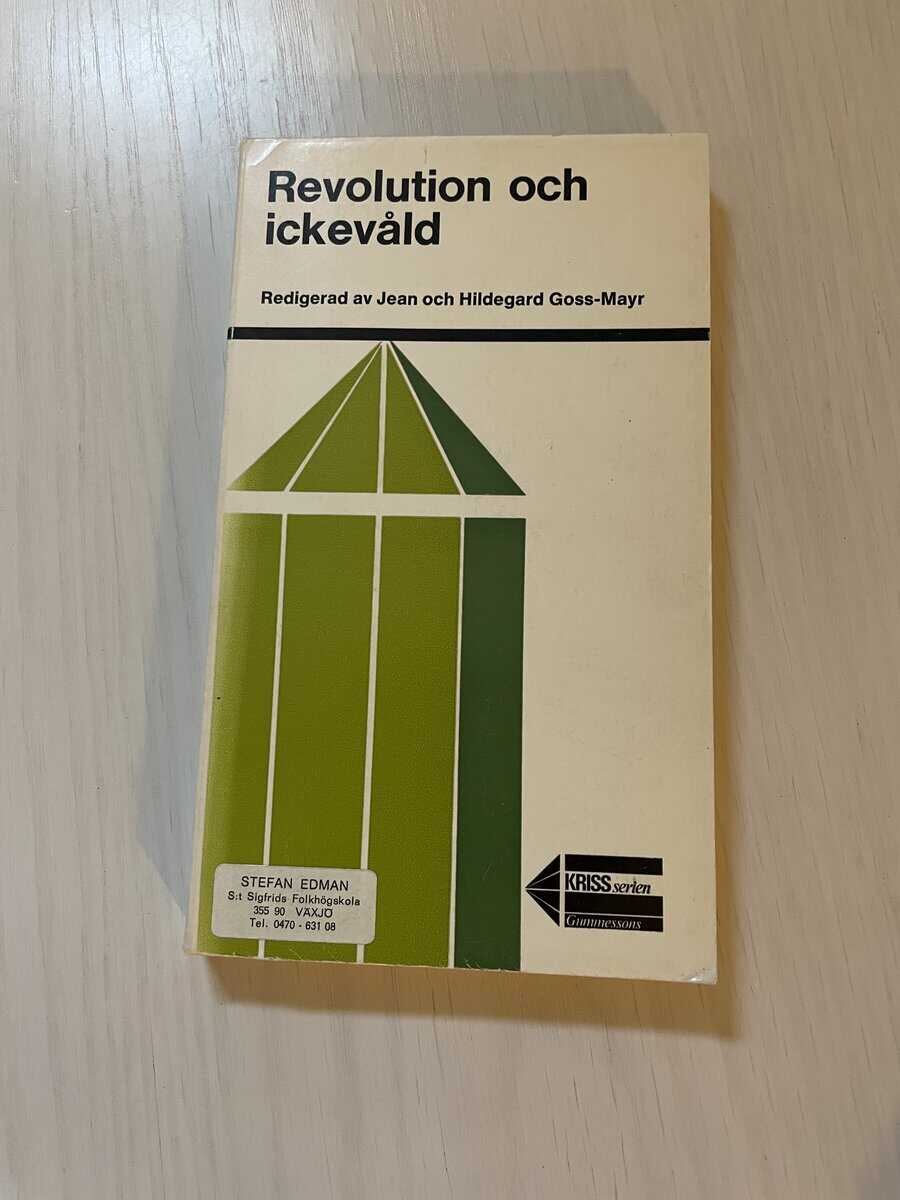 Revolution och
ickevåld
Redigerad av Jean och Hildegard Goss-Mayr
STEFAN EDMAN
S:t Sigfrids Folkhögskola
355 90 VÄXJÖ
Tel. 0470 - 631 08
KRISS serien
Gummessons